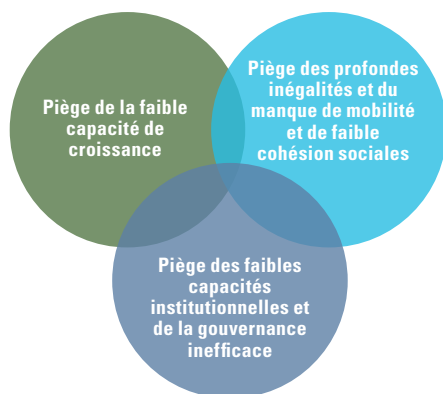 Piège de la faible
capacité de
croissance
Piège des profondes
inégalités et du
manque de mobilité
et de faible
cohésion sociales
Piège des faibles
capacités
institutionnelles et
de la gouvernance
inefficace